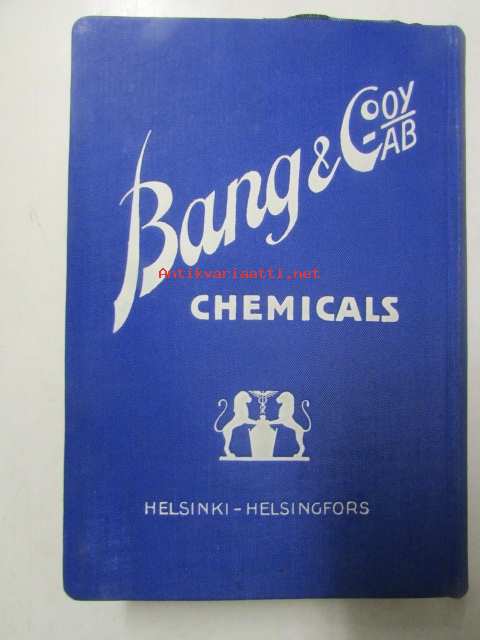 Bang & Co OY
AB
Antikvariaatti.net
CHEMICALS
HELSINKI – HELSINGFORS